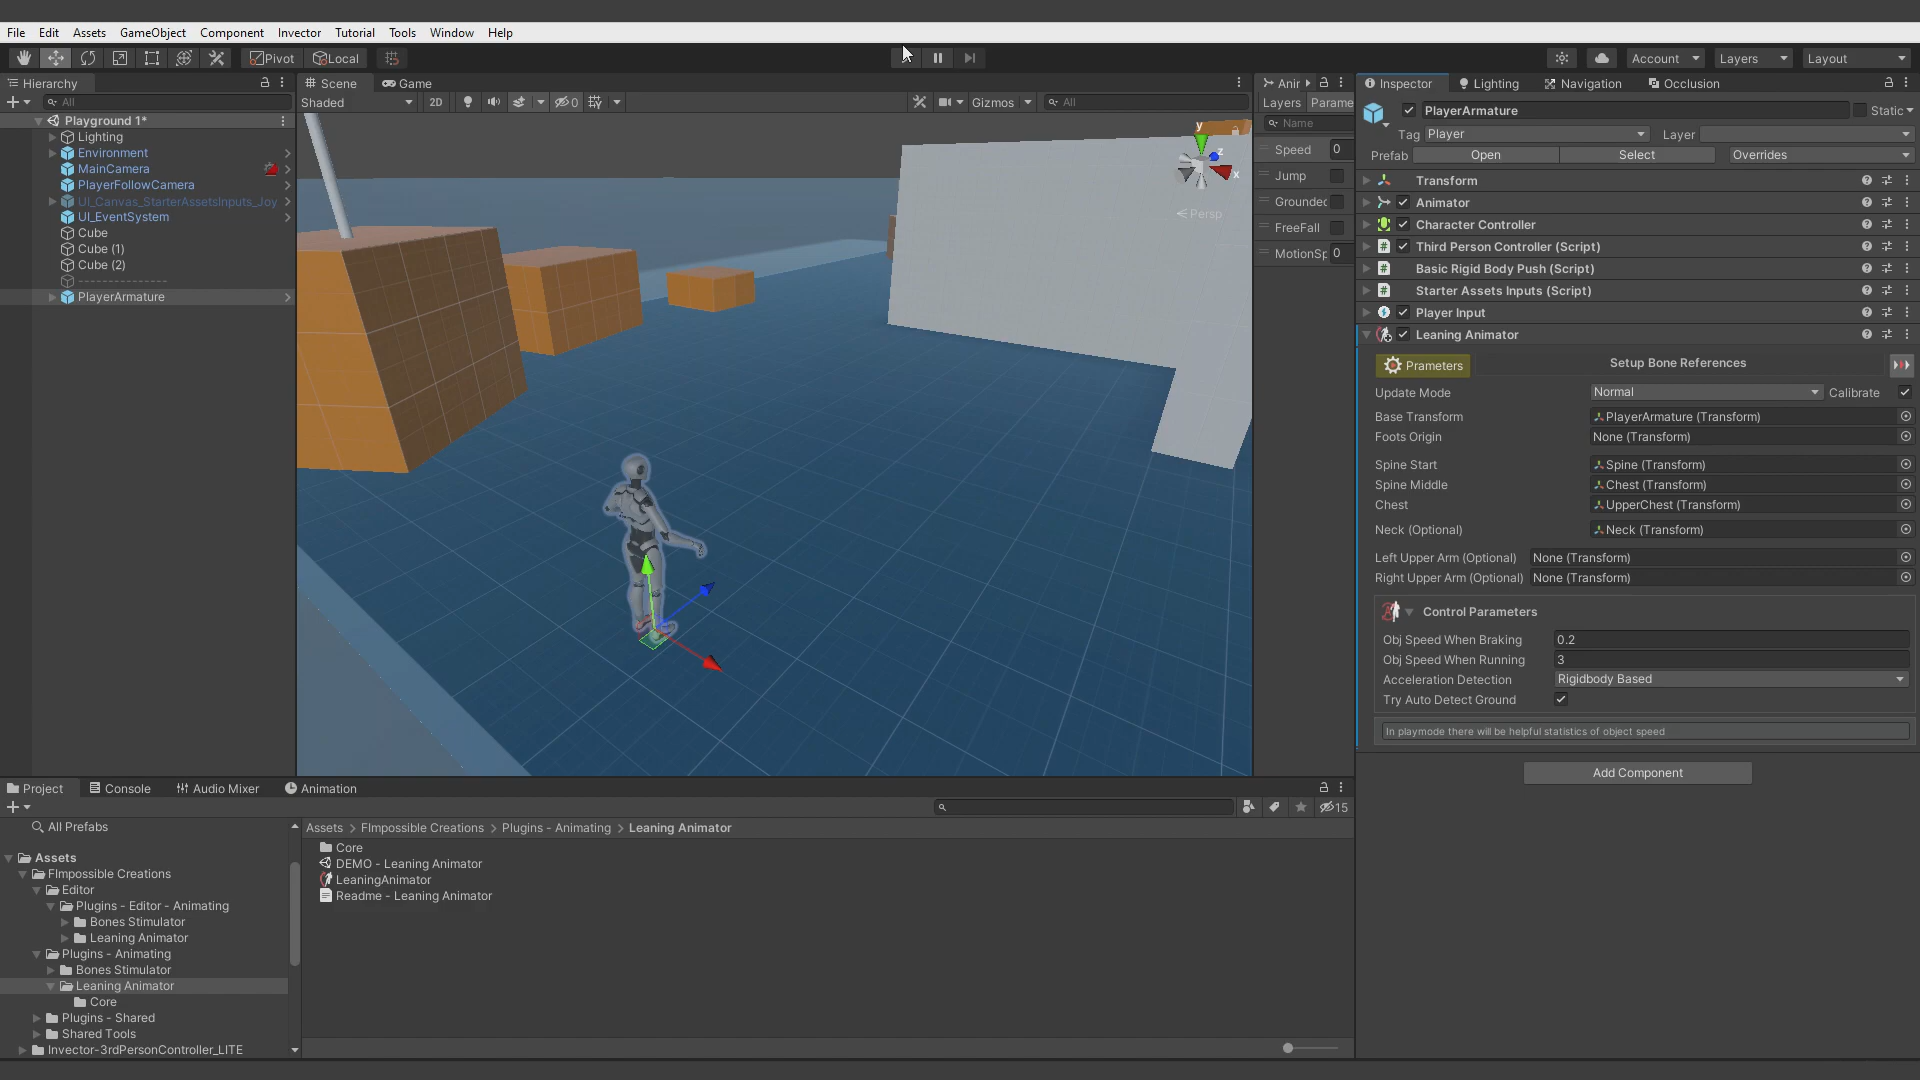 File Edit Assets GameObject Component Invector Tutorial Tools Window Help
Pivot Local Account Layers Layout
Hierarchy
All
Playground 1*
Lighting
Environment
MainCamera
PlayerFollowCamera
UI_Canvas_StarterAssetsInputs_Joy
UI_EventSystem
Cube
Cube (1)
Cube (2)
----------------
PlayerArmature
Scene Game
Shaded 2D 0 Gizmos All
y
z
x
Persp
Anir
Layers Parame
Name
Speed 0
Jump
Grounded
FreeFall
MotionSp 0
Inspector Lighting Navigation Occlusion
PlayerArmature Static
Tag Player Layer
Prefab Open Select Overrides
Transform
Animator
Character Controller
Third Person Controller (Script)
Basic Rigid Body Push (Script)
Starter Assets Inputs (Script)
Player Input
Leaning Animator
Prameters Setup Bone References
Update Mode Normal Calibrate
Base Transform PlayerArmature (Transform)
Foots Origin None (Transform)
Spine Start Spine (Transform)
Spine Middle Chest (Transform)
Chest UpperChest (Transform)
Neck (Optional) Neck (Transform)
Left Upper Arm (Optional) None (Transform)
Right Upper Arm (Optional) None (Transform)
Control Parameters
Obj Speed When Braking 0.2
Obj Speed When Running 3
Acceleration Detection Rigidbody Based
Try Auto Detect Ground
In playmode there will be helpful statistics of object speed
Add Component
Project Console Audio Mixer Animation
15
All Prefabs
Assets
FImpossible Creations
Editor
Plugins - Editor - Animating
Bones Stimulator
Leaning Animator
Plugins - Animating
Bones Stimulator
Leaning Animator
Core
Plugins - Shared
Shared Tools
Invector-3rdPersonController_LITE
Assets > FImpossible Creations > Plugins - Animating > Leaning Animator
Core
DEMO - Leaning Animator
LeaningAnimator
Readme - Leaning Animator